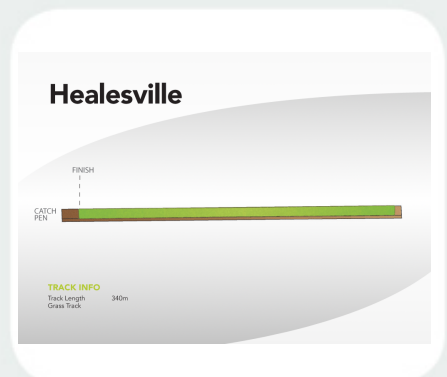 Healesville
FINISH
CATCH
PEN
TRACK INFO
Track Length 340m
Grass Track